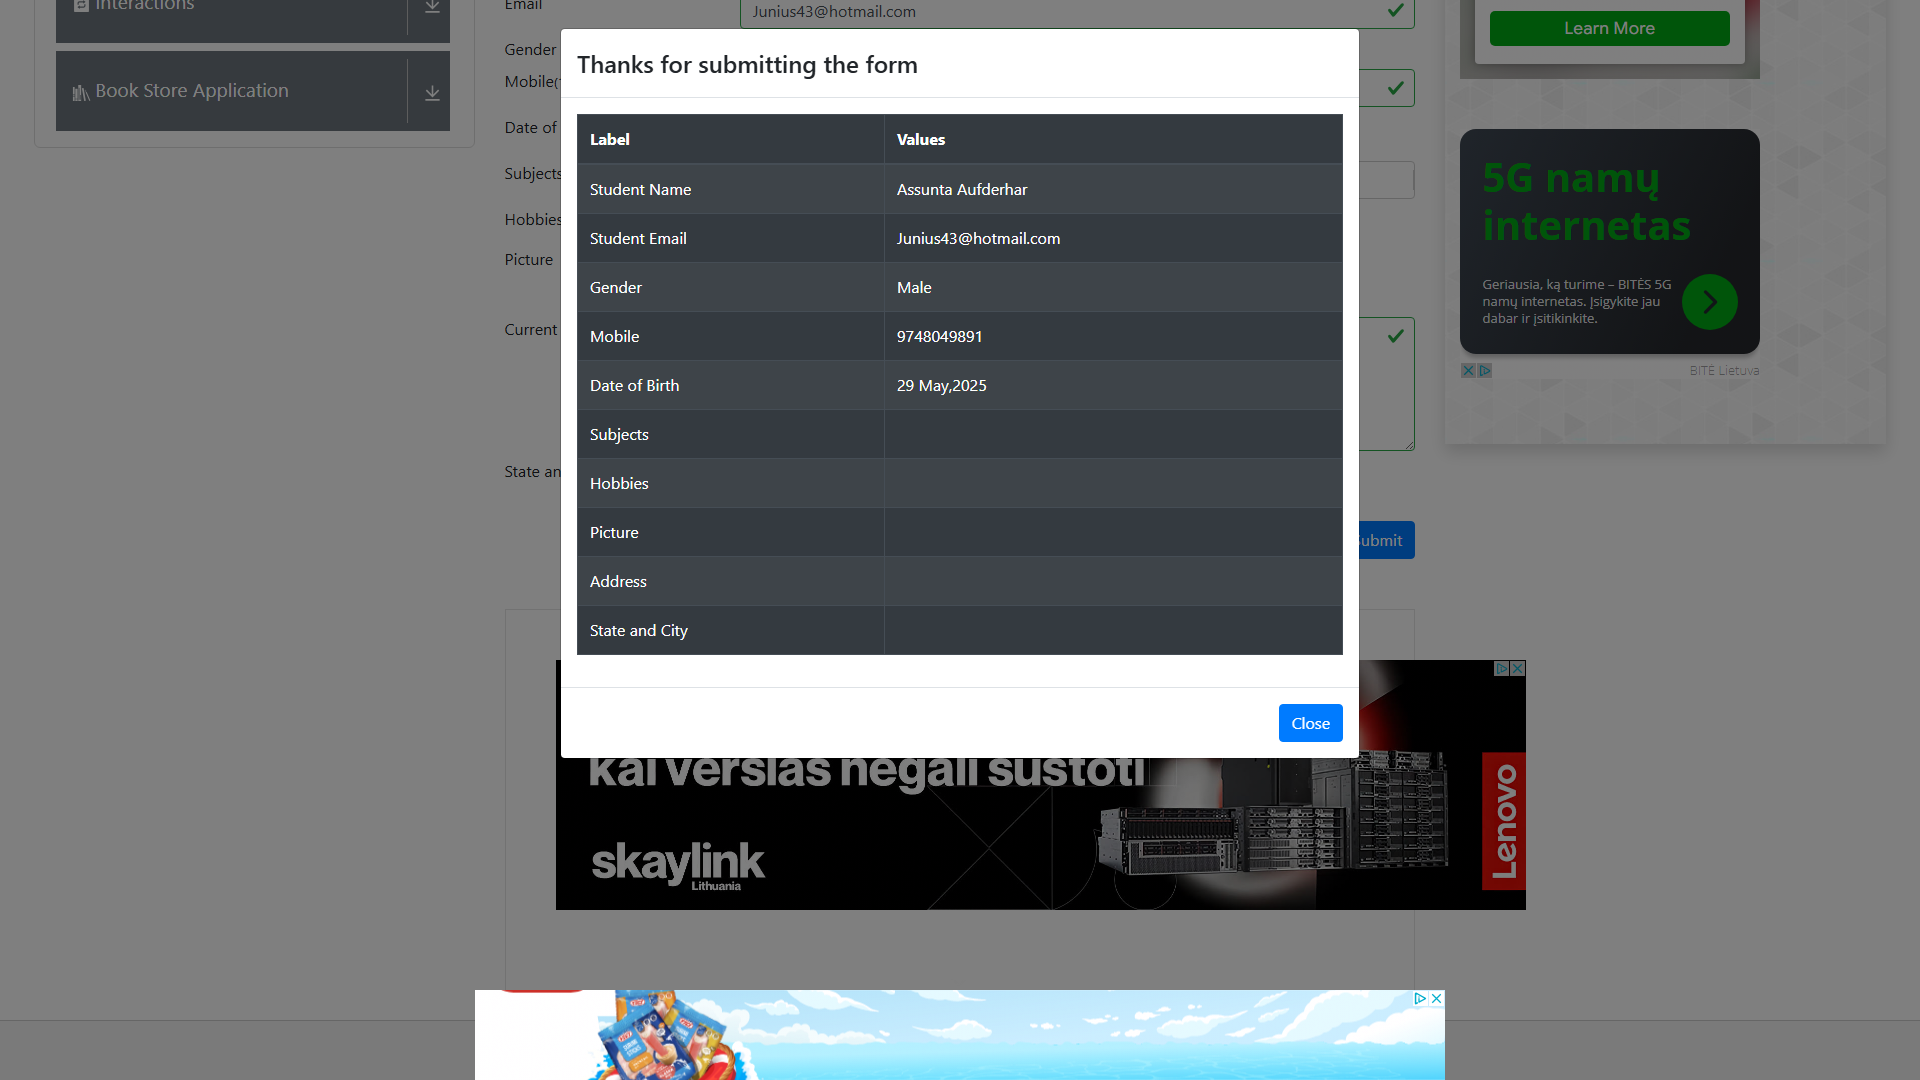 Interactions
Book Store Application
Email
Junius43@hotmail.com
Gender
Mobile(
Date of
Subjects
Hobbies
Picture
Current
State an
Submit
Thanks for submitting the form
Label Values
Student Name Assunta Aufderhar
Student Email Junius43@hotmail.com
Gender Male
Mobile 9748049891
Date of Birth 29 May,2025
Subjects
Hobbies
Picture
Address
State and City
Close
Learn More
5G namų
internetas
Geriausia, ką turime – BITĖS 5G
namų internetas. Įsigykite jau
dabar ir įsitikinkite.
BITĖ Lietuva
kai verslas negali sustoti
skaylink
Lithuania
Lenovo